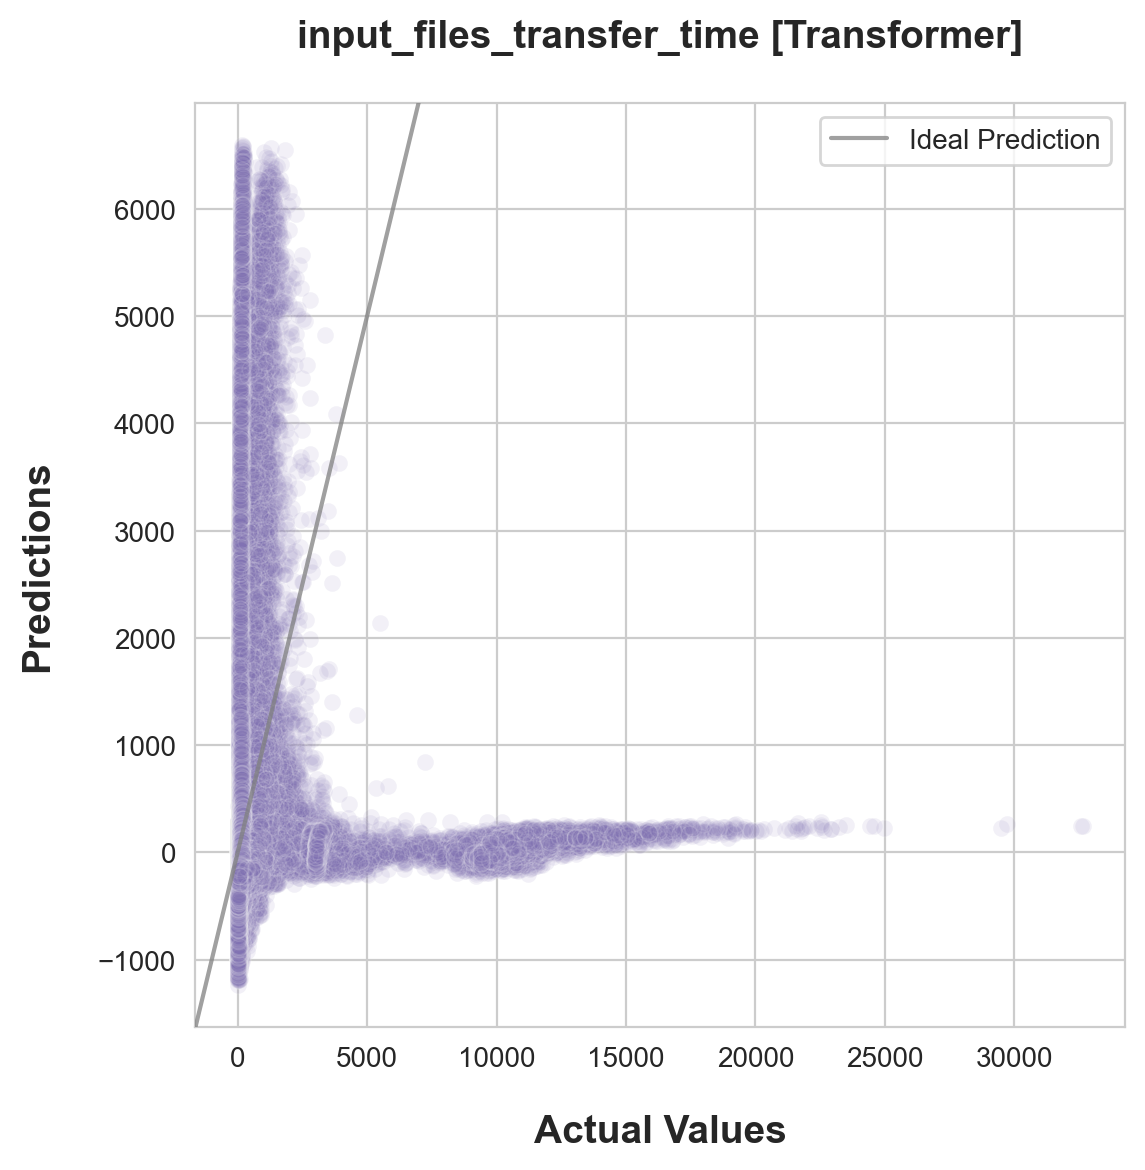 input_files_transfer_time [Transformer]
Ideal Prediction
6000
5000
4000
3000
2000
1000
0
−1000
Predictions
0 5000 10000 15000 20000 25000 30000
Actual Values